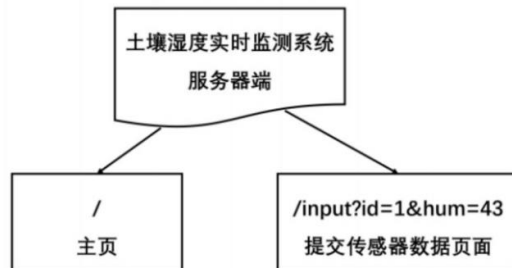 土壤湿度实时监测系统
服务器端
/
主页
/input?id=1&hum=43
提交传感器数据页面